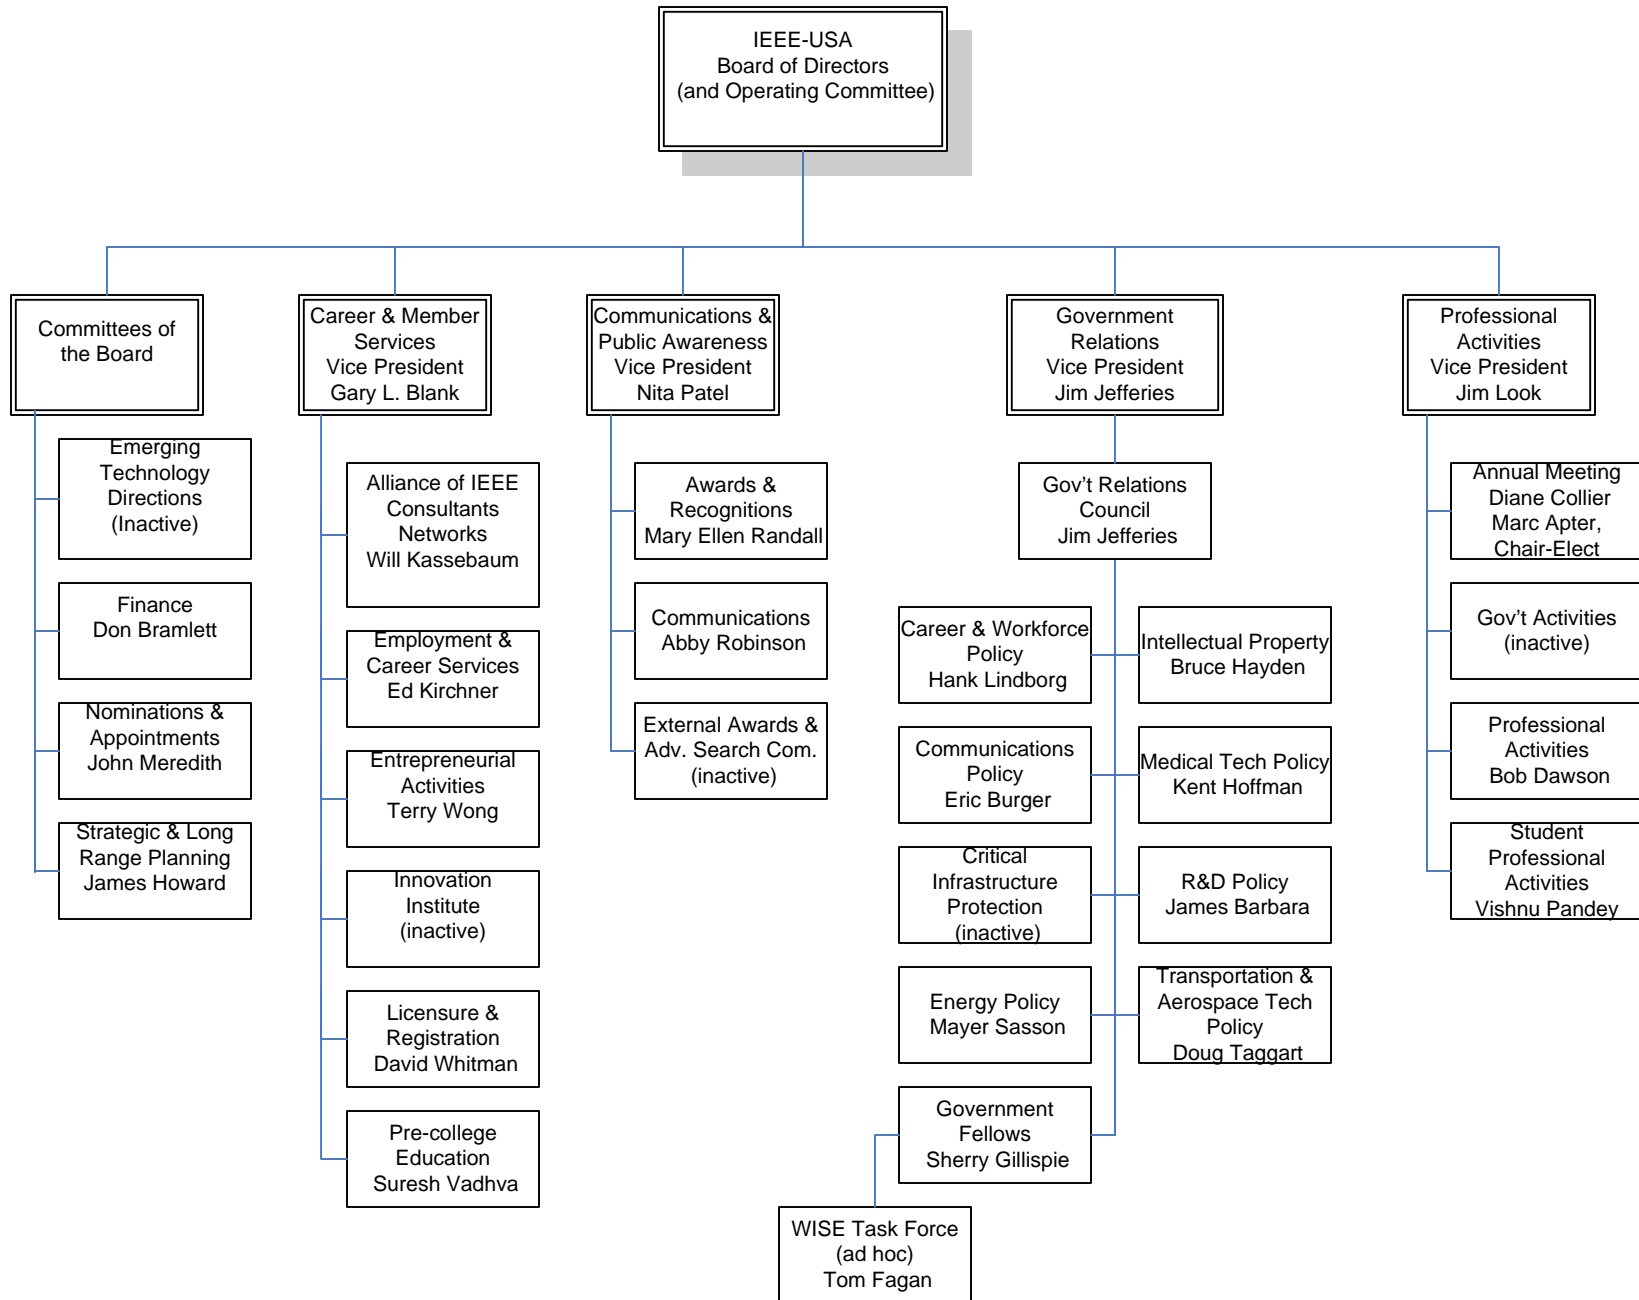 IEEE-USA
Board of Directors
(and Operating Committee)
Committees of
the Board
Emerging
Technology
Directions
(Inactive)
Finance
Don Bramlett
Nominations &
Appointments
John Meredith
Strategic & Long
Range Planning
James Howard
Career & Member
Services
Vice President
Gary L. Blank
Alliance of IEEE
Consultants
Networks
Will Kassebaum
Employment &
Career Services
Ed Kirchner
Entrepreneurial
Activities
Terry Wong
Innovation
Institute
(inactive)
Licensure &
Registration
David Whitman
Pre-college
Education
Suresh Vadhva
Communications &
Public Awareness
Vice President
Nita Patel
Awards &
Recognitions
Mary Ellen Randall
Communications
Abby Robinson
External Awards &
Adv. Search Com.
(inactive)
Government
Relations
Vice President
Jim Jefferies
Gov't Relations
Council
Jim Jefferies
Career & Workforce
Policy
Hank Lindborg
Intellectual Property
Bruce Hayden
Communications
Policy
Eric Burger
Medical Tech Policy
Kent Hoffman
Critical
Infrastructure
Protection
(inactive)
R&D Policy
James Barbara
Energy Policy
Mayer Sasson
Transportation &
Aerospace Tech
Policy
Doug Taggart
Government
Fellows
Sherry Gillispie
WISE Task Force
(ad hoc)
Tom Fagan
Professional
Activities
Vice President
Jim Look
Annual Meeting
Diane Collier
Marc Apter,
Chair-Elect
Gov't Activities
(inactive)
Professional
Activities
Bob Dawson
Student
Professional
Activities
Vishnu Pandey